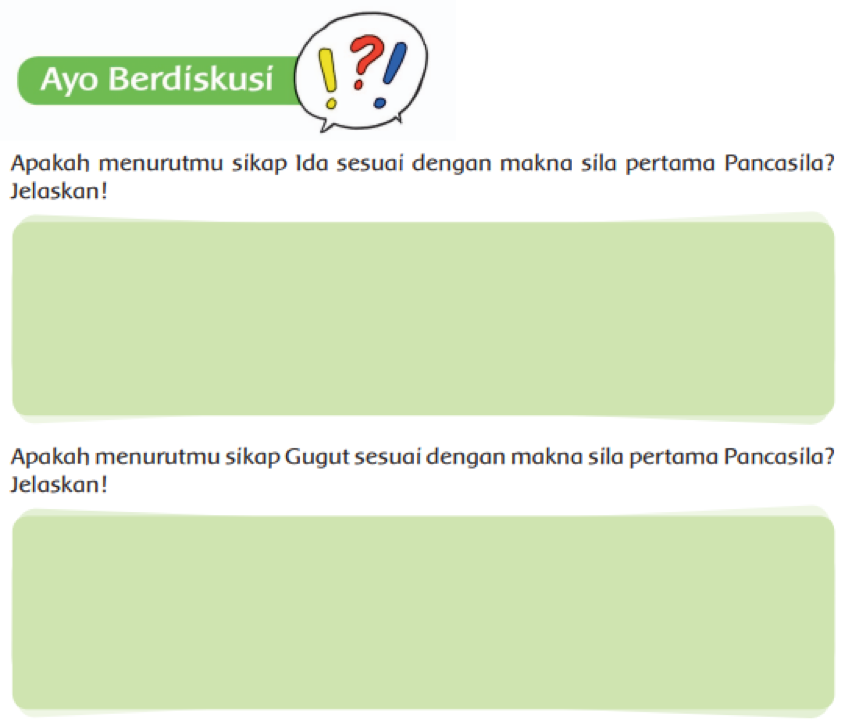 Ayo Berdiskusi
Apakah menurutmu sikap Ida sesuai dengan makna sila pertama Pancasila?
Jelaskan!
Apakah menurutmu sikap Gugut sesuai dengan makna sila pertama Pancasila?
Jelaskan!